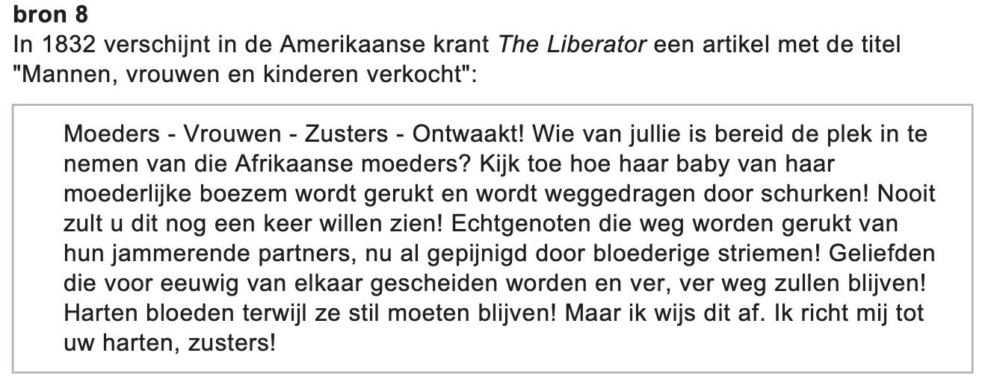 bron 8
In 1832 verschijnt in de Amerikaanse krant The Liberator een artikel met de titel
"Mannen, vrouwen en kinderen verkocht":
Moeders - Vrouwen - Zusters - Ontwaakt! Wie van jullie is bereid de plek in te
nemen van die Afrikaanse moeders? Kijk toe hoe haar baby van haar
moederlijke boezem wordt gerukt en wordt weggedragen door schurken! Nooit
zult u dit nog een keer willen zien! Echtgenoten die weg worden gerukt van
hun jammerende partners, nu al gepijnigd door bloederige striemen! Geliefden
die voor eeuwig van elkaar gescheiden worden en ver, ver weg zullen blijven!
Harten bloeden terwijl ze stil moeten blijven! Maar ik wijs dit af. Ik richt mij tot
uw harten, zusters!